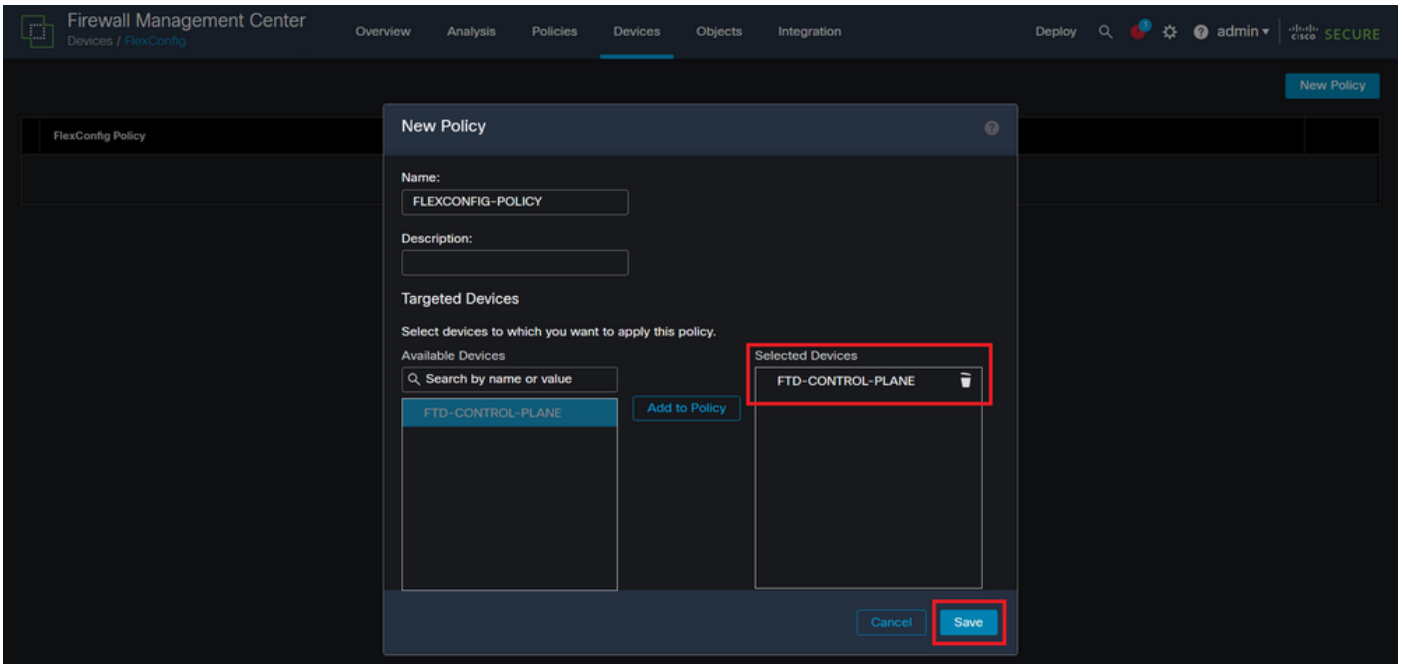 Firewall Management Center
Devices / FlexConfig
Overview Analysis Policies Devices Objects Integration Deploy 1 admin cisco SECURE
New Policy
FlexConfig Policy
New Policy
Name:
FLEXCONFIG-POLICY
Description:
Targeted Devices
Select devices to which you want to apply this policy.
Available Devices Selected Devices
Search by name or value FTD-CONTROL-PLANE
FTD-CONTROL-PLANE Add to Policy
Cancel Save